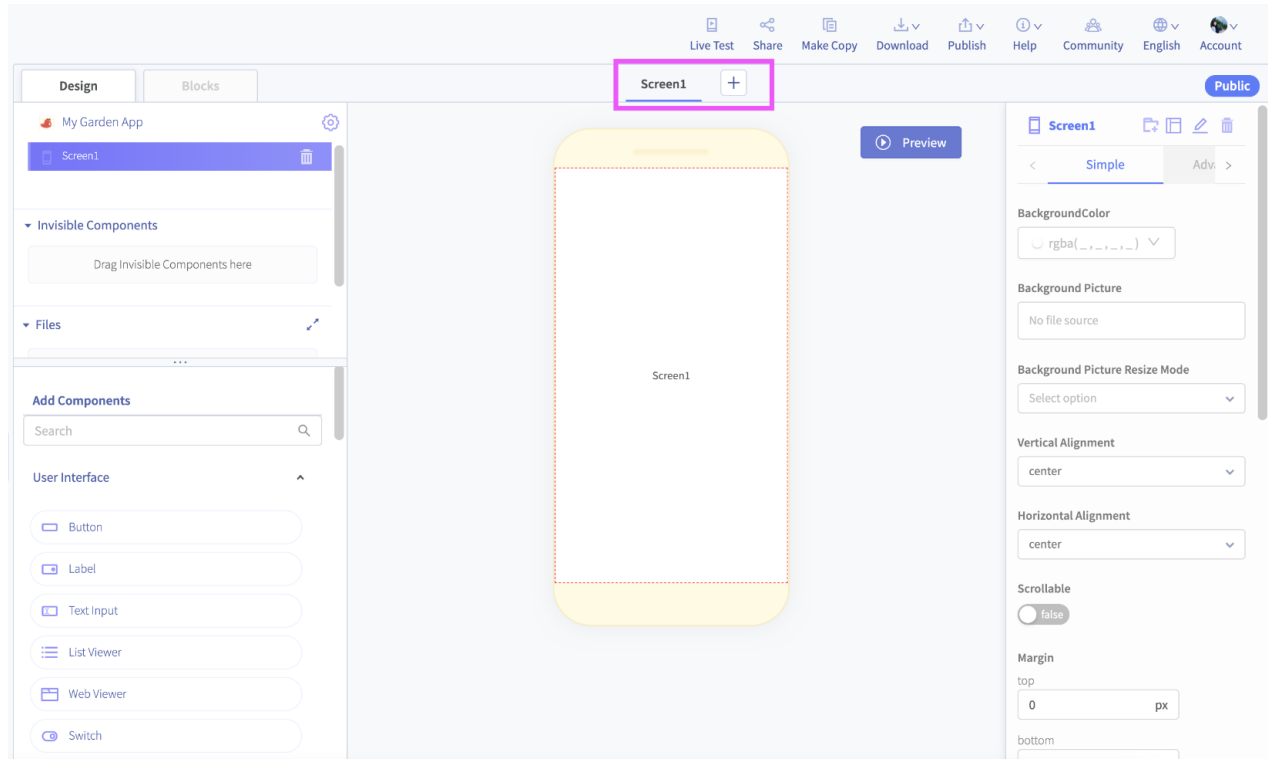 Live Test
Share
Make Copy
Download
Publish
Help
Community
English
Account
Design
Blocks
Screen1
+
Public
My Garden App
Screen1
Invisible Components
Drag Invisible Components here
Files
Add Components
Search
User Interface
Button
Label
Text Input
List Viewer
Web Viewer
Switch
Preview
Screen1
Screen1
Simple
BackgroundColor
rgba( _ , _ , _ , _ )
Background Picture
No file source
Background Picture Resize Mode
Select option
Vertical Alignment
center
Horizontal Alignment
center
Scrollable
false
Margin
top
0 px
bottom